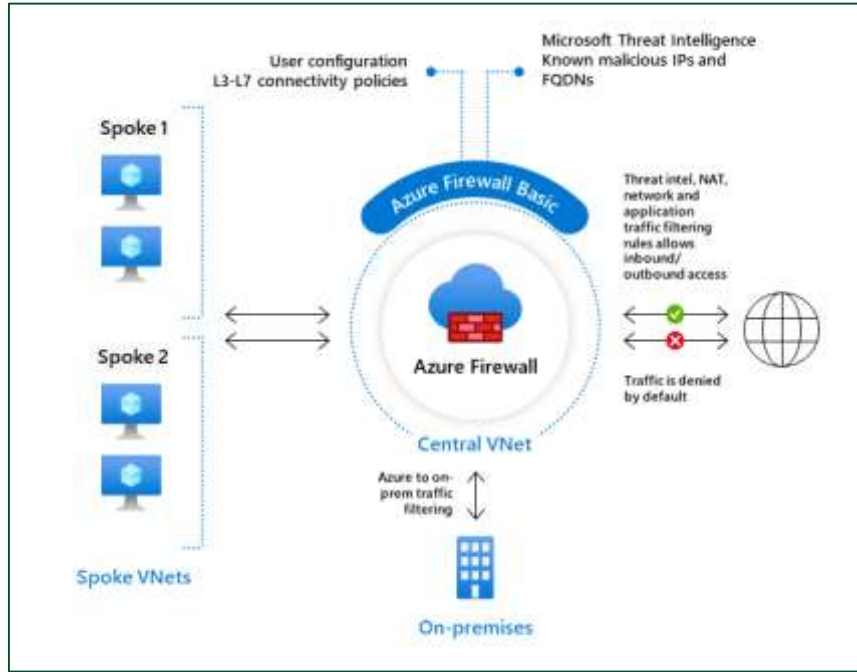 User configuration
L3-L7 connectivity policies
Microsoft Threat Intelligence
Known malicious IPs and
FQDNs
Spoke 1
Azure Firewall Basic
Threat intel, NAT,
network and
application
traffic filtering
rules allows
inbound/
outbound access
Spoke 2
Azure Firewall
Traffic is denied
by default
Central VNet
Azure to on-
prem traffic
filtering
Spoke VNets
On-premises